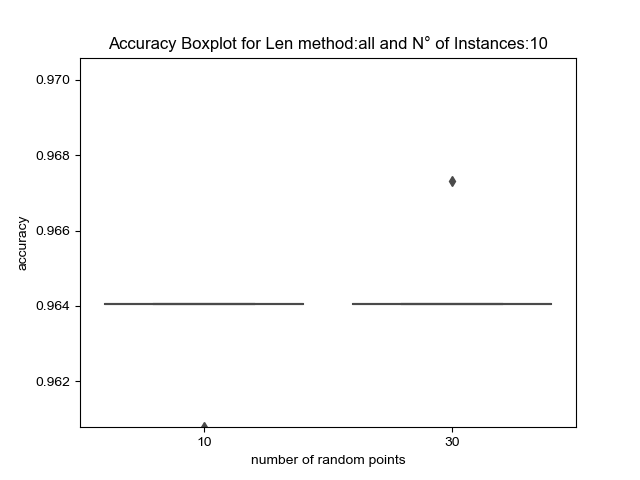 Accuracy Boxplot for Len method:all and N° of Instances:10
0.970
0.968
0.966
0.964
0.962
accuracy
10
30
number of random points